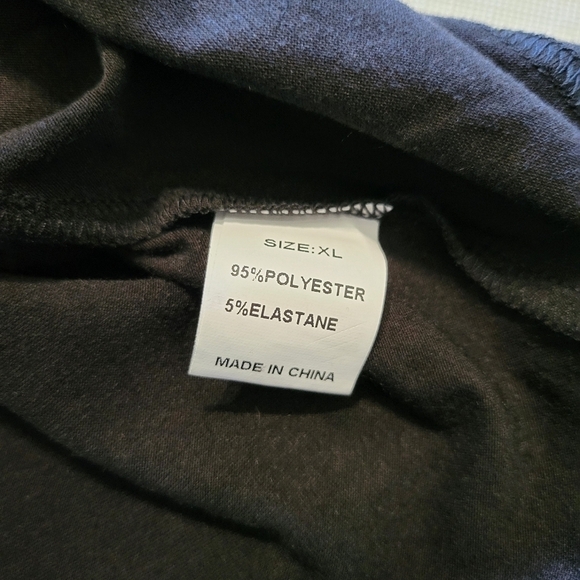 SIZE:XL
95%POLYESTER
5%ELASTANE
MADE IN CHINA